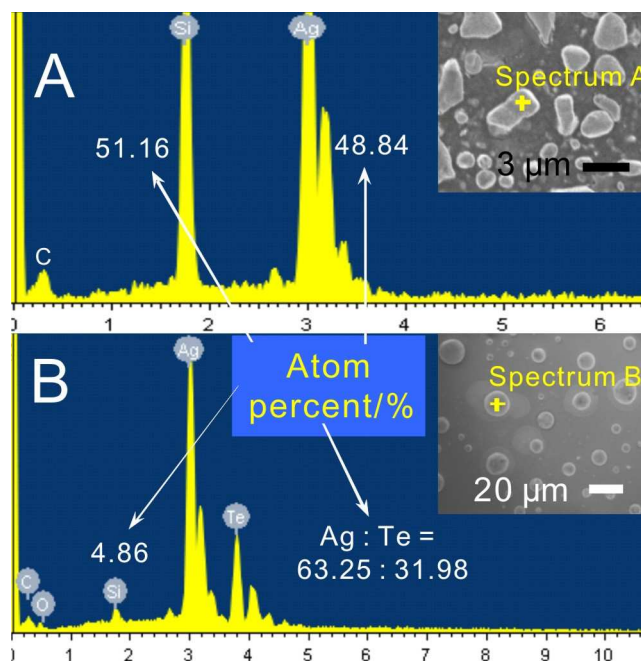 A
Si
Ag
Spectrum A
51.16
48.84
3 µm
C
0 1 2 3 4 5 6
B
Ag
Atom
percent/%
Spectrum B
20 µm
4.86
Te
Ag : Te =
63.25 : 31.98
C
O
Si
0 1 2 3 4 5 6 7 8 9 10